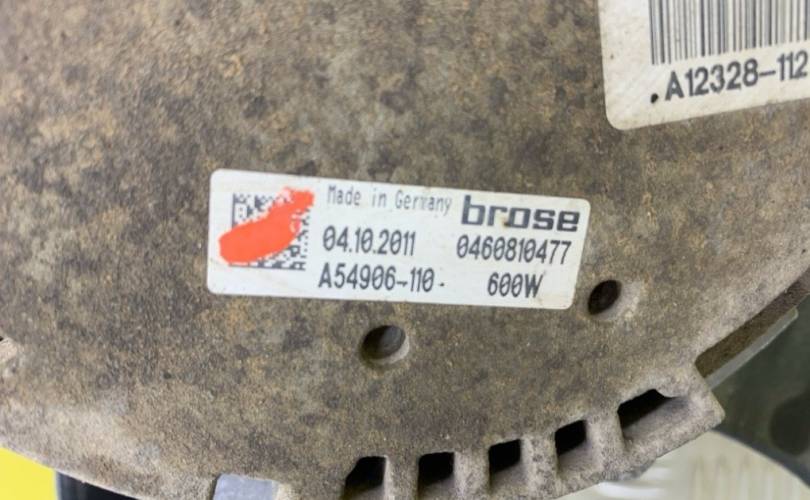 A12328-112
Made in Germany brose
04.10.2011 0460810477
A54906-110 600W